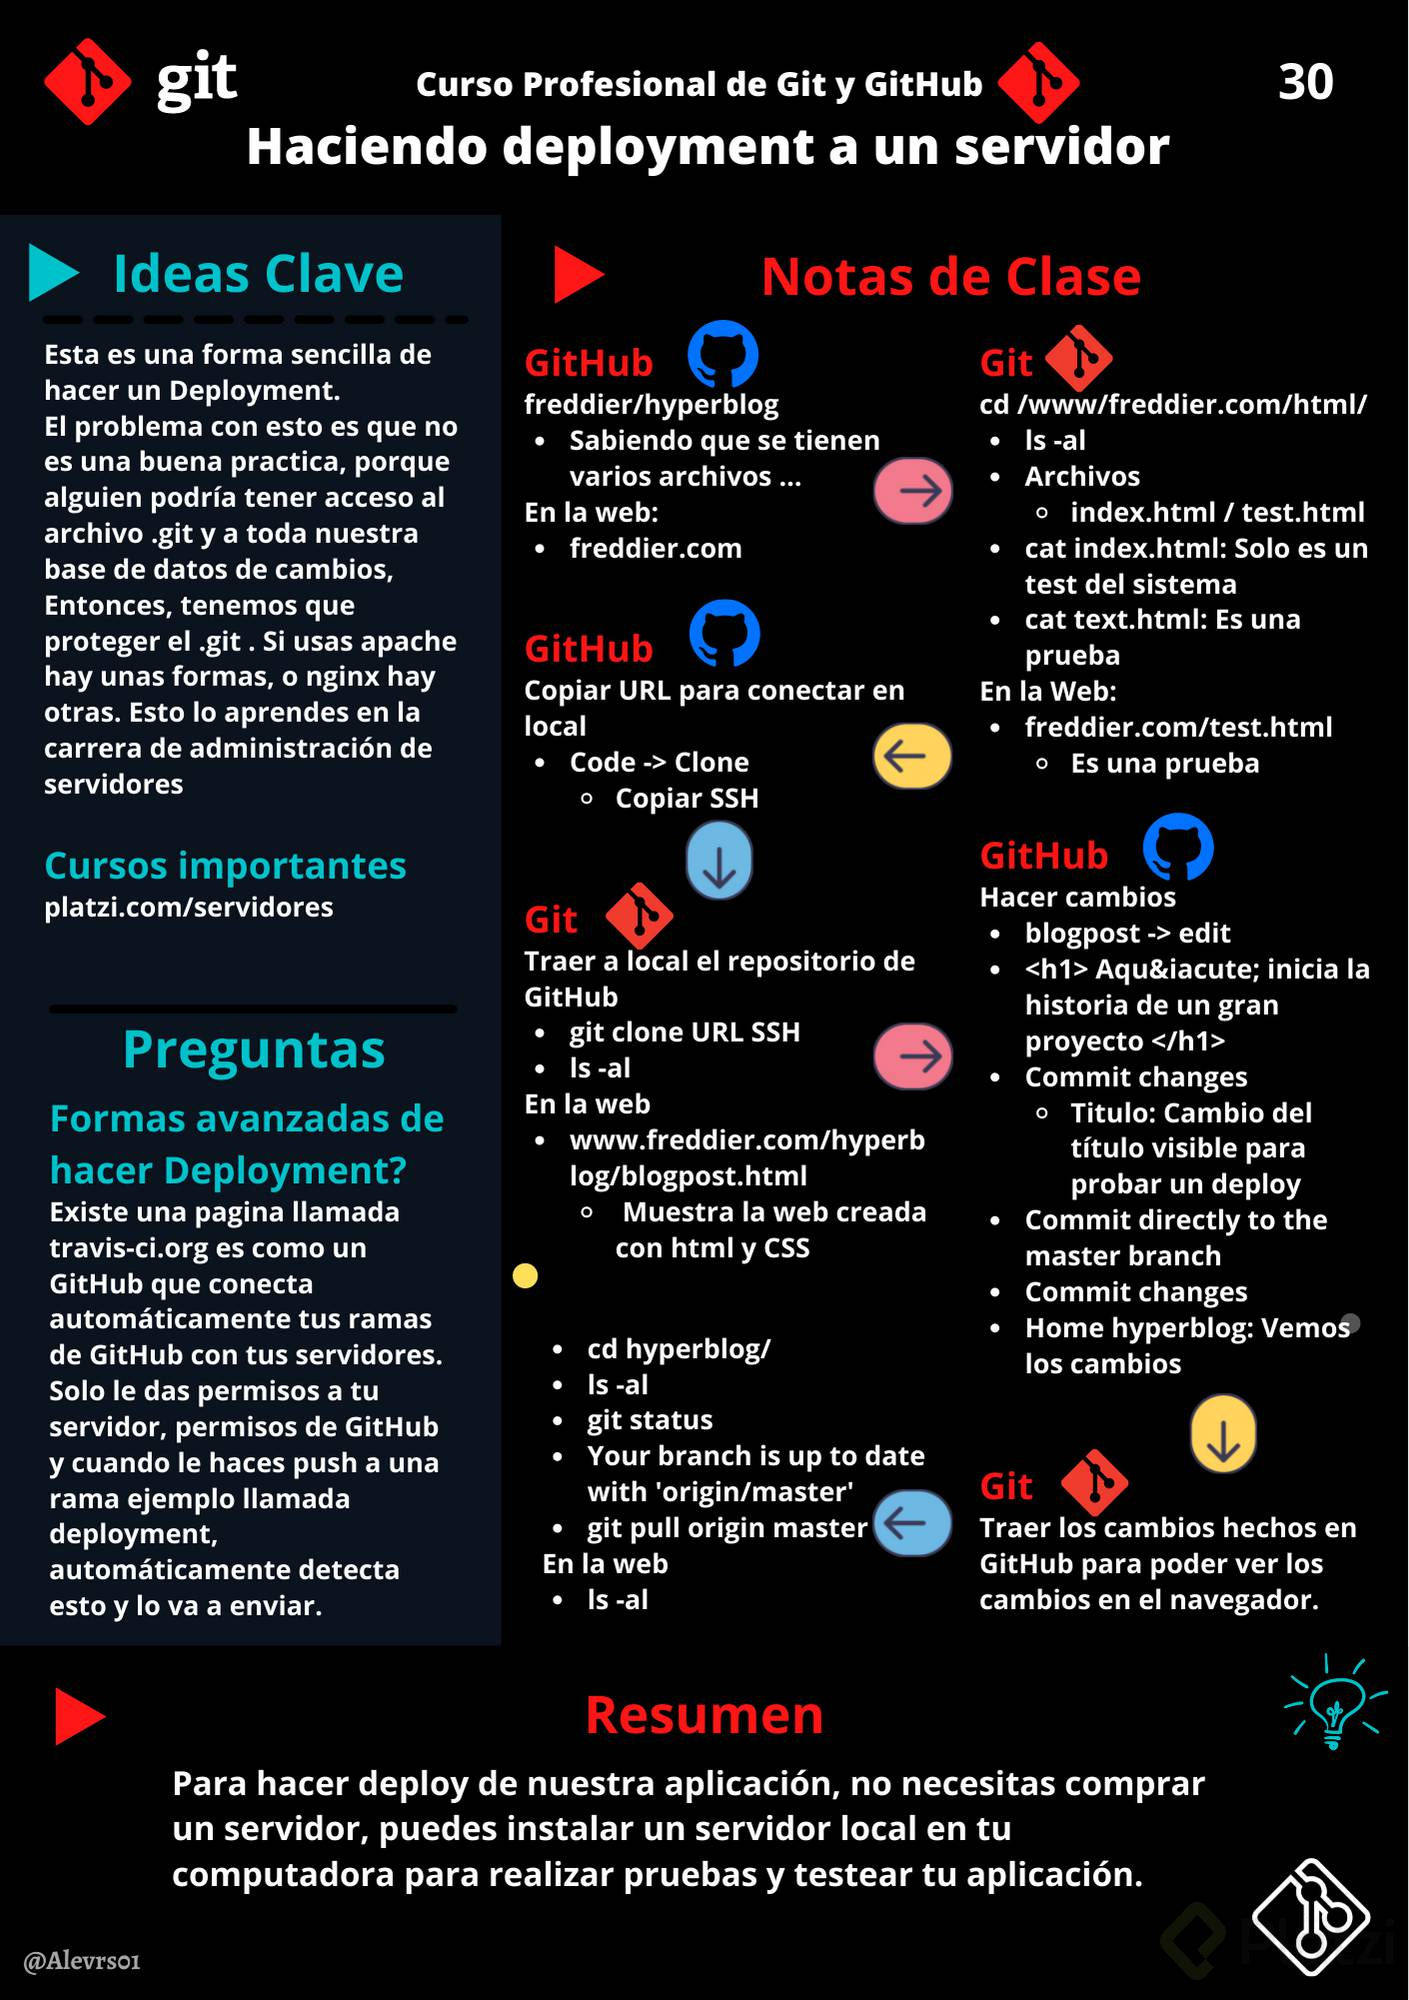 git
Curso Profesional de Git y GitHub
30
Haciendo deployment a un servidor
Ideas Clave
Esta es una forma sencilla de
hacer un Deployment.
El problema con esto es que no
es una buena practica, porque
alguien podría tener acceso al
archivo .git y a toda nuestra
base de datos de cambios,
Entonces, tenemos que
proteger el .git . Si usas apache
hay unas formas, o nginx hay
otras. Esto lo aprendes en la
carrera de administración de
servidores
Cursos importantes
platzi.com/servidores
Preguntas
Formas avanzadas de
hacer Deployment?
Existe una pagina llamada
travis-ci.org es como un
GitHub que conecta
automáticamente tus ramas
de GitHub con tus servidores.
Solo le das permisos a tu
servidor, permisos de GitHub
y cuando le haces push a una
rama ejemplo llamada
deployment,
automáticamente detecta
esto y lo va a enviar.
Notas de Clase
GitHub
freddier/hyperblog
• Sabiendo que se tienen
varios archivos ...
En la web:
• freddier.com
Git
cd /www/freddier.com/html/
• ls -al
• Archivos
◦ index.html / test.html
• cat index.html: Solo es un
test del sistema
• cat text.html: Es una
prueba
En la Web:
• freddier.com/test.html
◦ Es una prueba
GitHub
Copiar URL para conectar en
local
• Code -> Clone
◦ Copiar SSH
Git
Traer a local el repositorio de
GitHub
• git clone URL SSH
• ls -al
En la web
• www.freddier.com/hyperb
log/blogpost.html
◦ Muestra la web creada
con html y CSS
GitHub
Hacer cambios
• blogpost -> edit
• <h1> Aqu&iacute; inicia la
historia de un gran
proyecto </h1>
• Commit changes
◦ Titulo: Cambio del
título visible para
probar un deploy
• Commit directly to the
master branch
• Commit changes
• Home hyperblog: Vemos
los cambios
Git
Traer los cambios hechos en
GitHub para poder ver los
cambios en el navegador.
• cd hyperblog/
• ls -al
• git status
• Your branch is up to date
with 'origin/master'
• git pull origin master
En la web
• ls -al
Resumen
Para hacer deploy de nuestra aplicación, no necesitas comprar
un servidor, puedes instalar un servidor local en tu
computadora para realizar pruebas y testear tu aplicación.
@Alevrs01